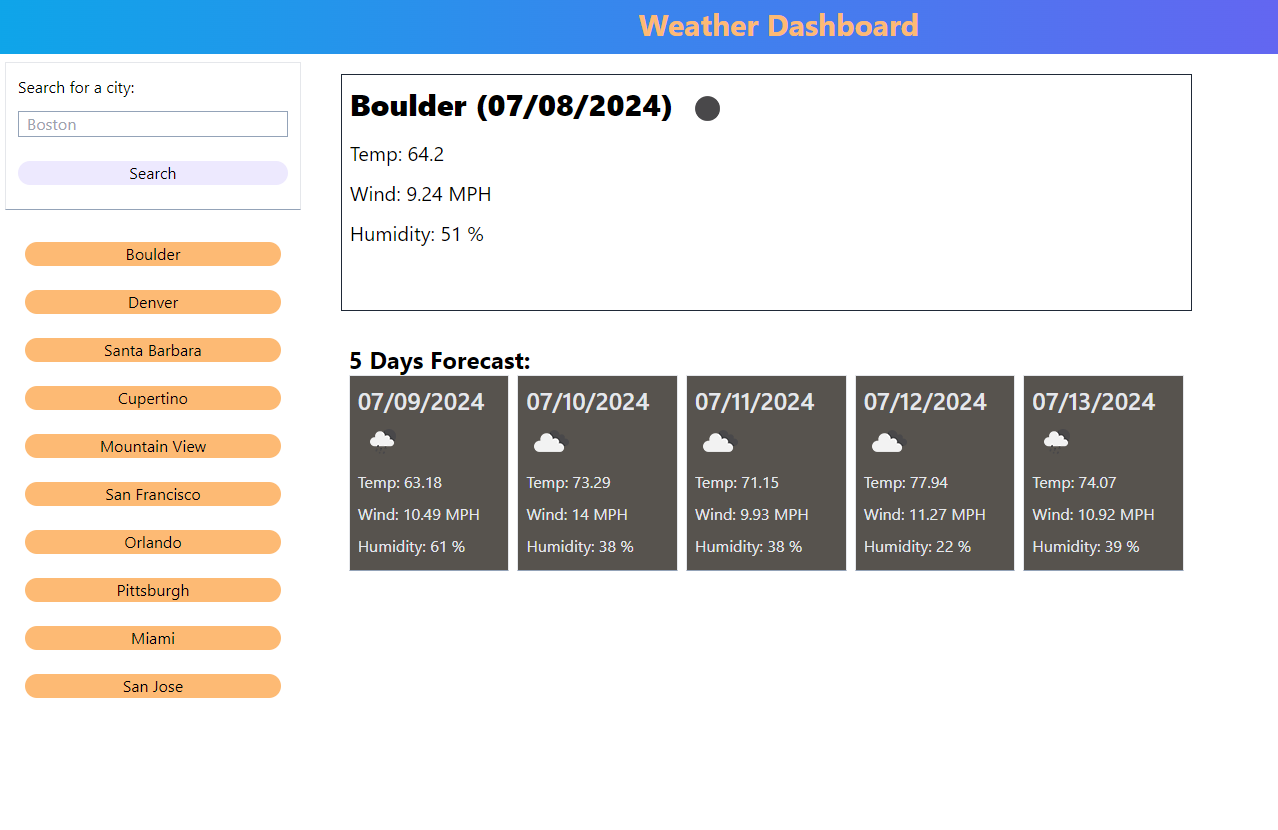 Weather Dashboard
Search for a city:
Boston
Search
Boulder
Denver
Santa Barbara
Cupertino
Mountain View
San Francisco
Orlando
Pittsburgh
Miami
San Jose
Boulder (07/08/2024)
Temp: 64.2
Wind: 9.24 MPH
Humidity: 51 %
5 Days Forecast:
07/09/2024
Temp: 63.18
Wind: 10.49 MPH
Humidity: 61 %
07/10/2024
Temp: 73.29
Wind: 14 MPH
Humidity: 38 %
07/11/2024
Temp: 71.15
Wind: 9.93 MPH
Humidity: 38 %
07/12/2024
Temp: 77.94
Wind: 11.27 MPH
Humidity: 22 %
07/13/2024
Temp: 74.07
Wind: 10.92 MPH
Humidity: 39 %